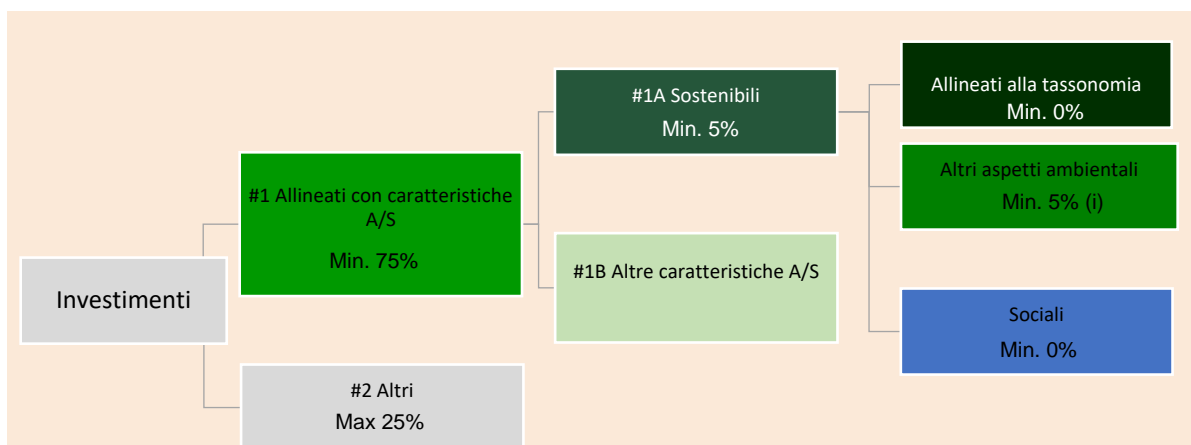 Investimenti
#1 Allineati con caratteristiche
A/S
Min. 75%
#2 Altri
Max 25%
#1A Sostenibili
Min. 5%
#1B Altre caratteristiche A/S
Allineati alla tassonomia
Min. 0%
Altri aspetti ambientali
Min. 5% (i)
Sociali
Min. 0%